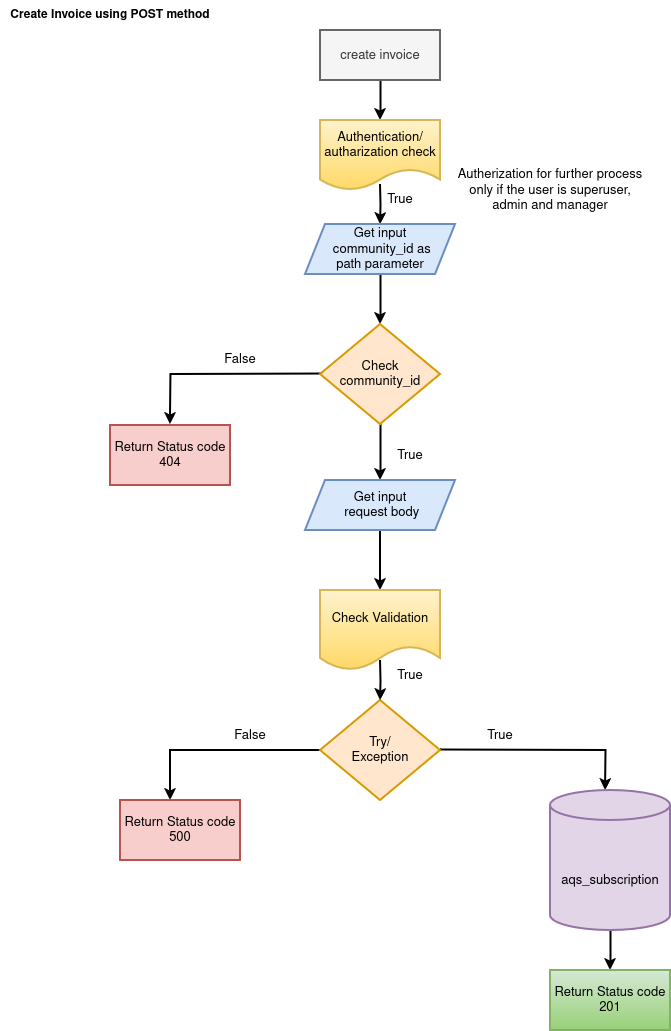 Create Invoice using POST method
create invoice
Authentication/
autharization check
Autherization for further process
only if the user is superuser,
admin and manager
True
Get input
community_id as
path parameter
Check
community_id
False
Return Status code
404
True
Get input
request body
Check Validation
True
Try/
Exception
False
True
Return Status code
500
aqs_subscription
Return Status code
201